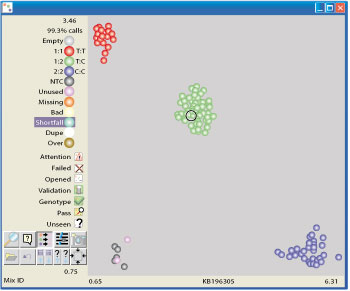 3.46
99.3% calls
Empty
1:1 T:T
1:2 T:C
2:2 C:C
NTC
Unused
Missing
Bad
Shortfall
Dupe
Over
Attention
Failed
Opened
Validation
Genotype
Pass
Unseen ?
?
? ?
0.75
Mix ID 0.65 KB196305 6.31